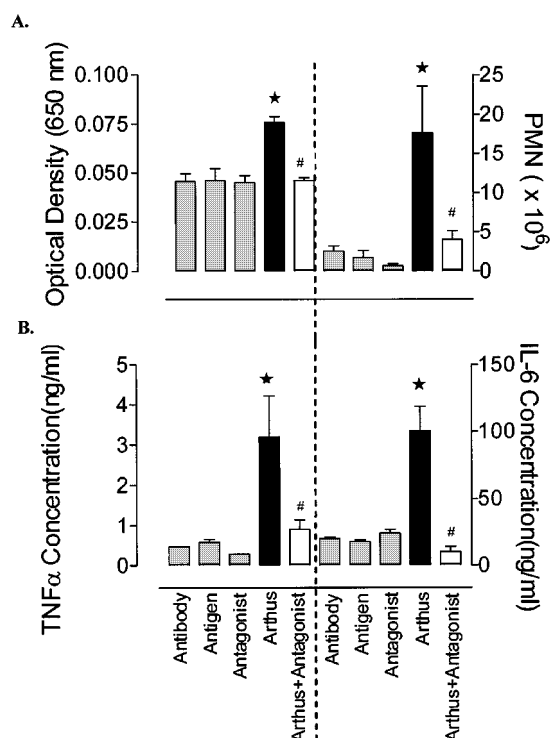 A.
Optical Density (650 nm)
0.100
0.075
0.050
0.025
0.000
★
#
★
#
25
20
15
10
5
0
PMN ( x 10⁶)
B.
TNFα Concentration(ng/ml)
5
4
3
2
1
0
★
#
★
#
150
100
50
0
IL-6 Concentration(ng/ml)
Antibody
Antigen
Antagonist
Arthus
Arthus+Antagonist
Antibody
Antigen
Antagonist
Arthus
Arthus+Antagonist